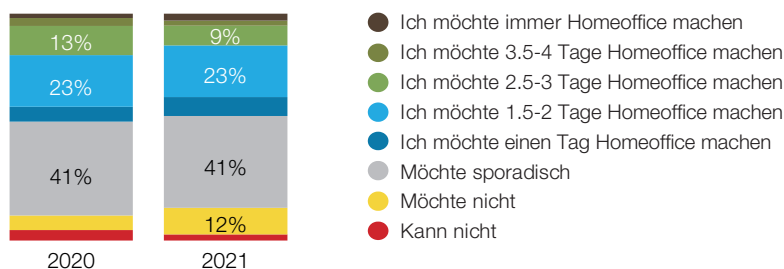 13%
23%
41%
2020
9%
23%
41%
12%
2021
Ich möchte immer Homeoffice machen
Ich möchte 3.5-4 Tage Homeoffice machen
Ich möchte 2.5-3 Tage Homeoffice machen
Ich möchte 1.5-2 Tage Homeoffice machen
Ich möchte einen Tag Homeoffice machen
Möchte sporadisch
Möchte nicht
Kann nicht